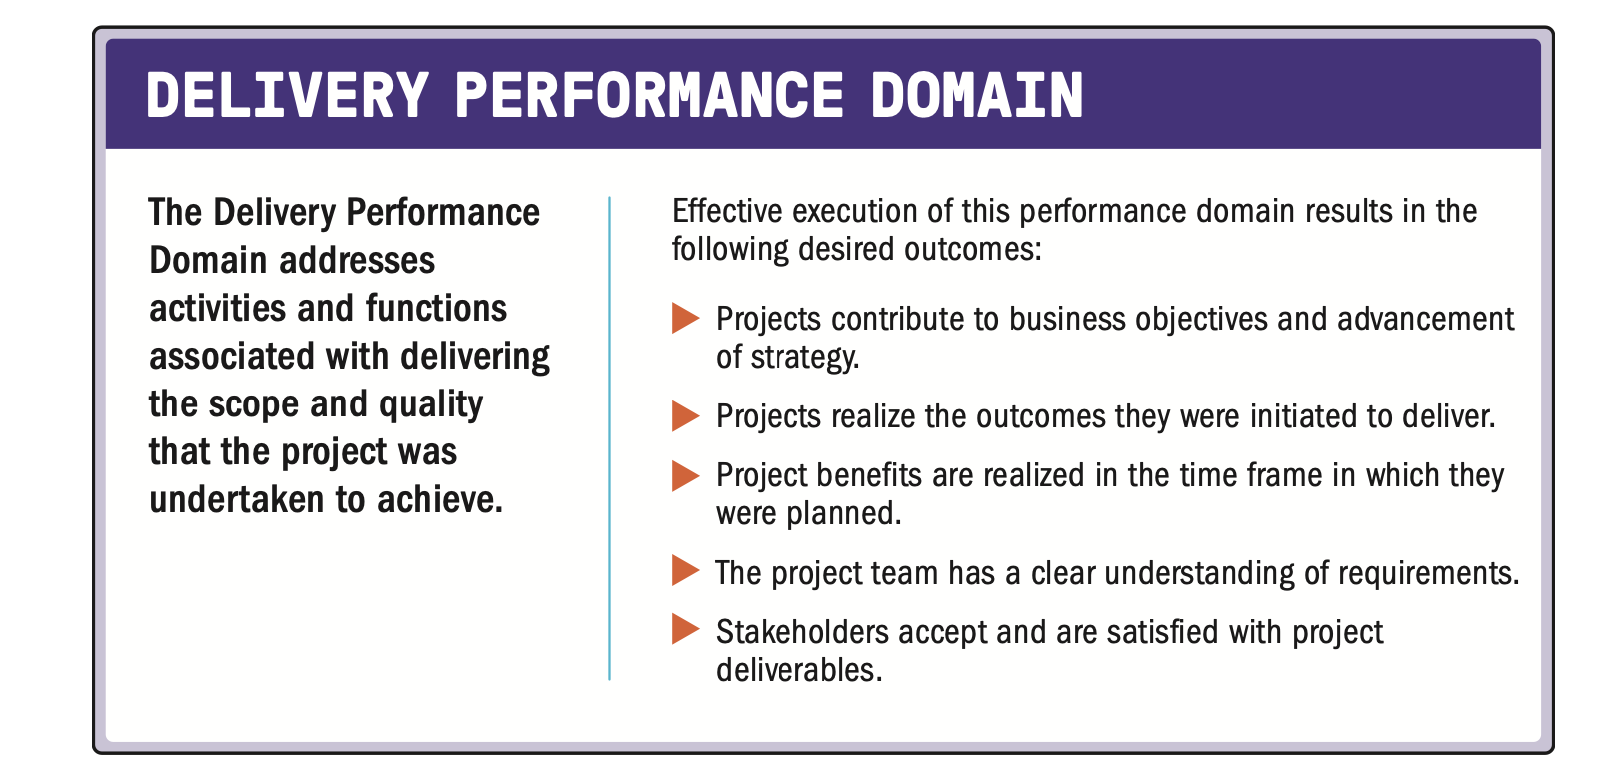 DELIVERY PERFORMANCE DOMAIN
The Delivery Performance
Domain addresses
activities and functions
associated with delivering
the scope and quality
that the project was
undertaken to achieve.
Effective execution of this performance domain results in the
following desired outcomes:
Projects contribute to business objectives and advancement
of strategy.
Projects realize the outcomes they were initiated to deliver.
Project benefits are realized in the time frame in which they
were planned.
The project team has a clear understanding of requirements.
Stakeholders accept and are satisfied with project
deliverables.